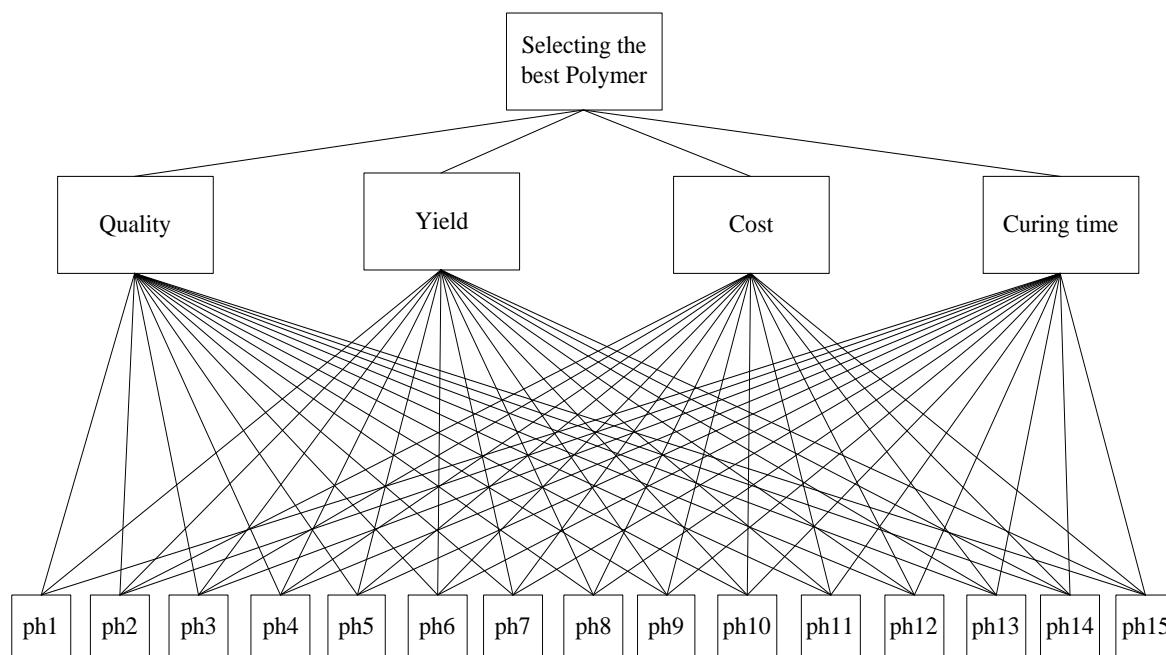 Selecting the
best Polymer
Quality
Yield
Cost
Curing time
ph1
ph2
ph3
ph4
ph5
ph6
ph7
ph8
ph9
ph10
ph11
ph12
ph13
ph14
ph15